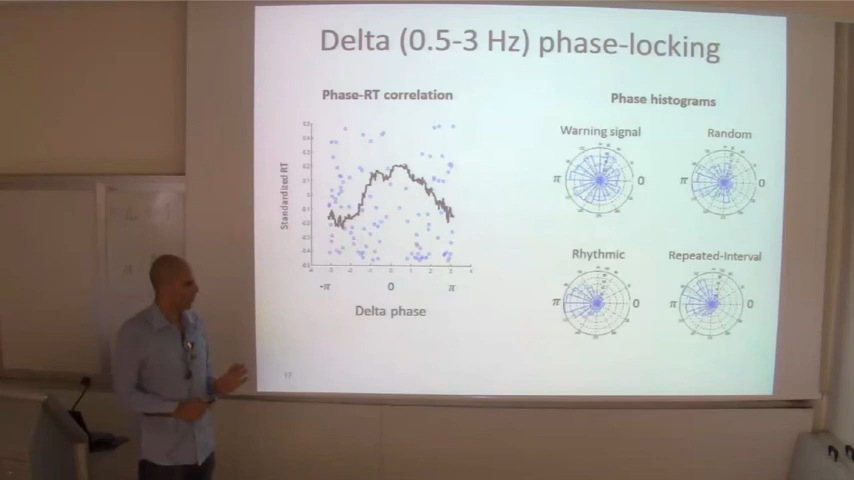 Delta (0.5-3 Hz) phase-locking
Phase-RT correlation
Phase histograms
Warning signal
Random
Standardized RT
π
0
π
0
Rhythmic
Repeated-Interval
π
0
π
0
-π
0
π
Delta phase
17